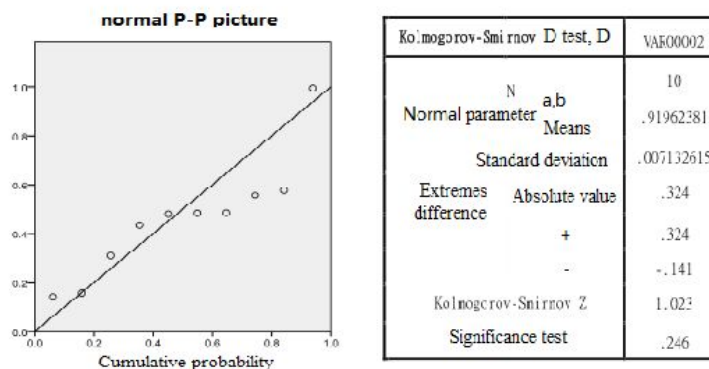 normal P-P picture
1.0
0.8
0.6
0.4
0.2
0.0
0.0 0.2 0.4 0.6 0.8 1.0
Cumulative probability
Kolmogorov-Smirnov D test, D VAR00002
N 10
Normal parameter a,b
Means .91962381
Standard deviation .007132615
Extremes difference Absolute value .324
+ .324
- -.141
Kolmogorov-Smirnov Z 1.023
Significance test .246